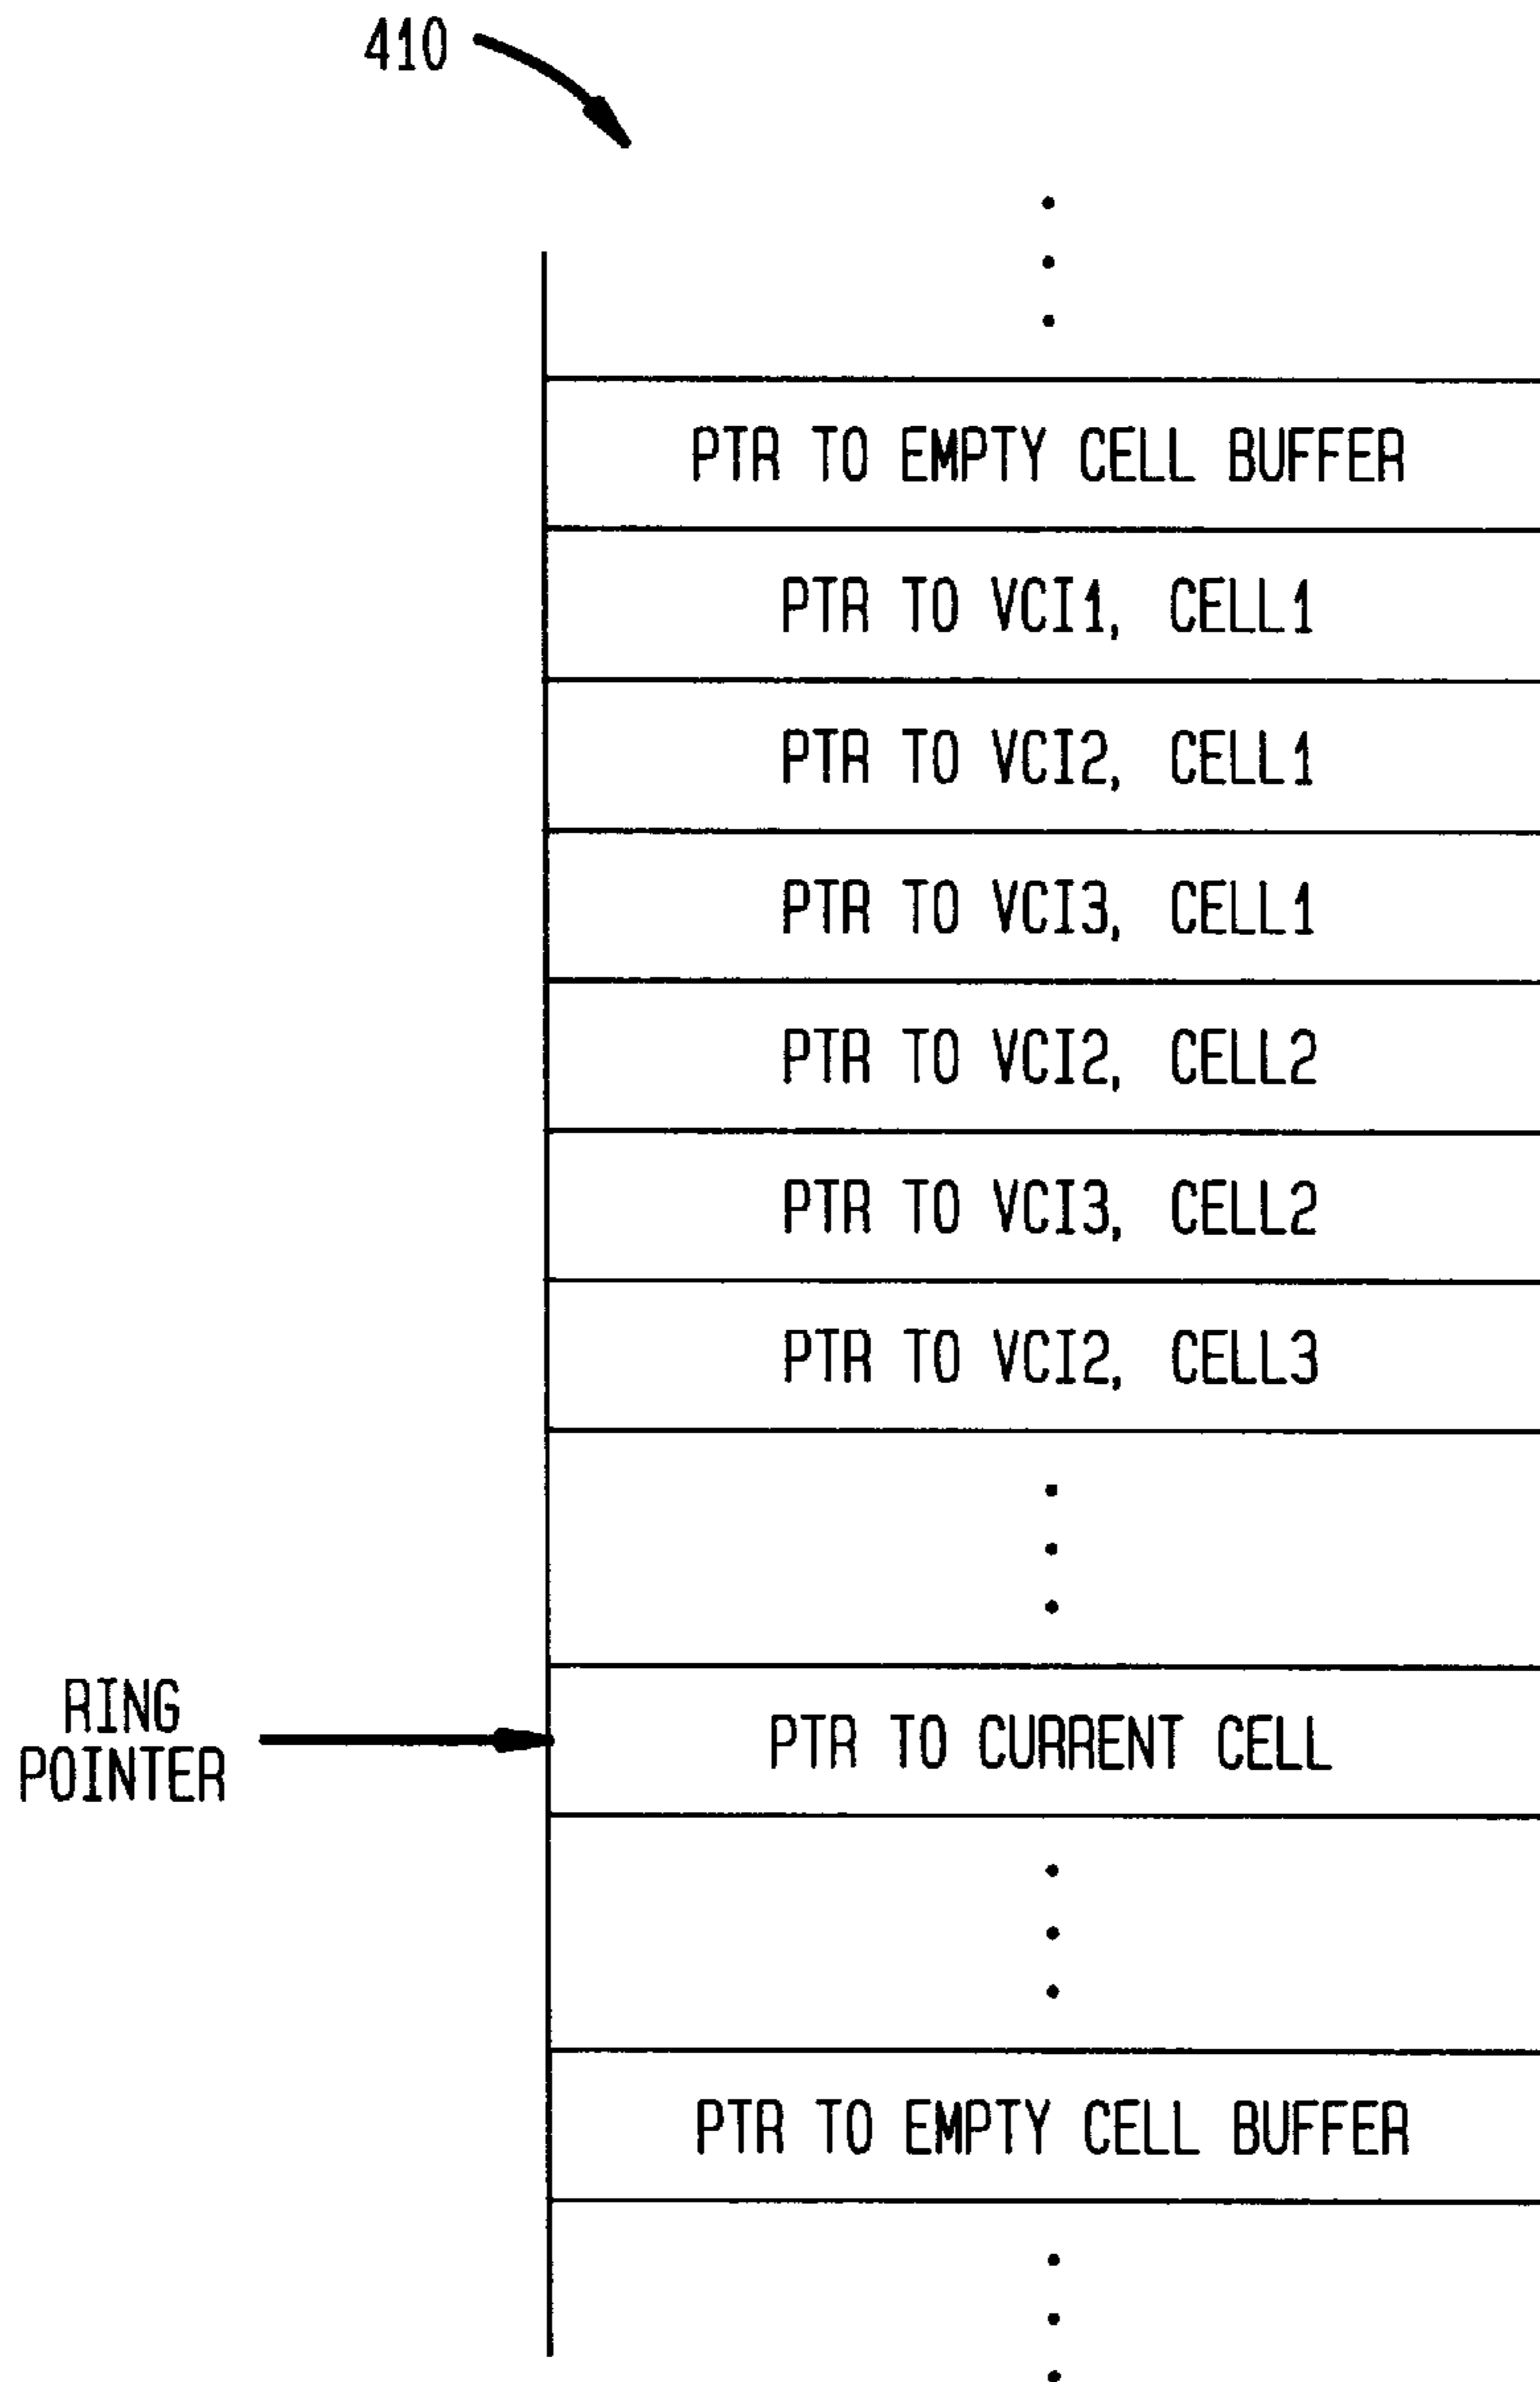 410
PTR TO EMPTY CELL BUFFER
PTR TO VCI1, CELL1
PTR TO VCI2, CELL1
PTR TO VCI3, CELL1
PTR TO VCI2, CELL2
PTR TO VCI3, CELL2
PTR TO VCI2, CELL3
RING
POINTER
PTR TO CURRENT CELL
PTR TO EMPTY CELL BUFFER